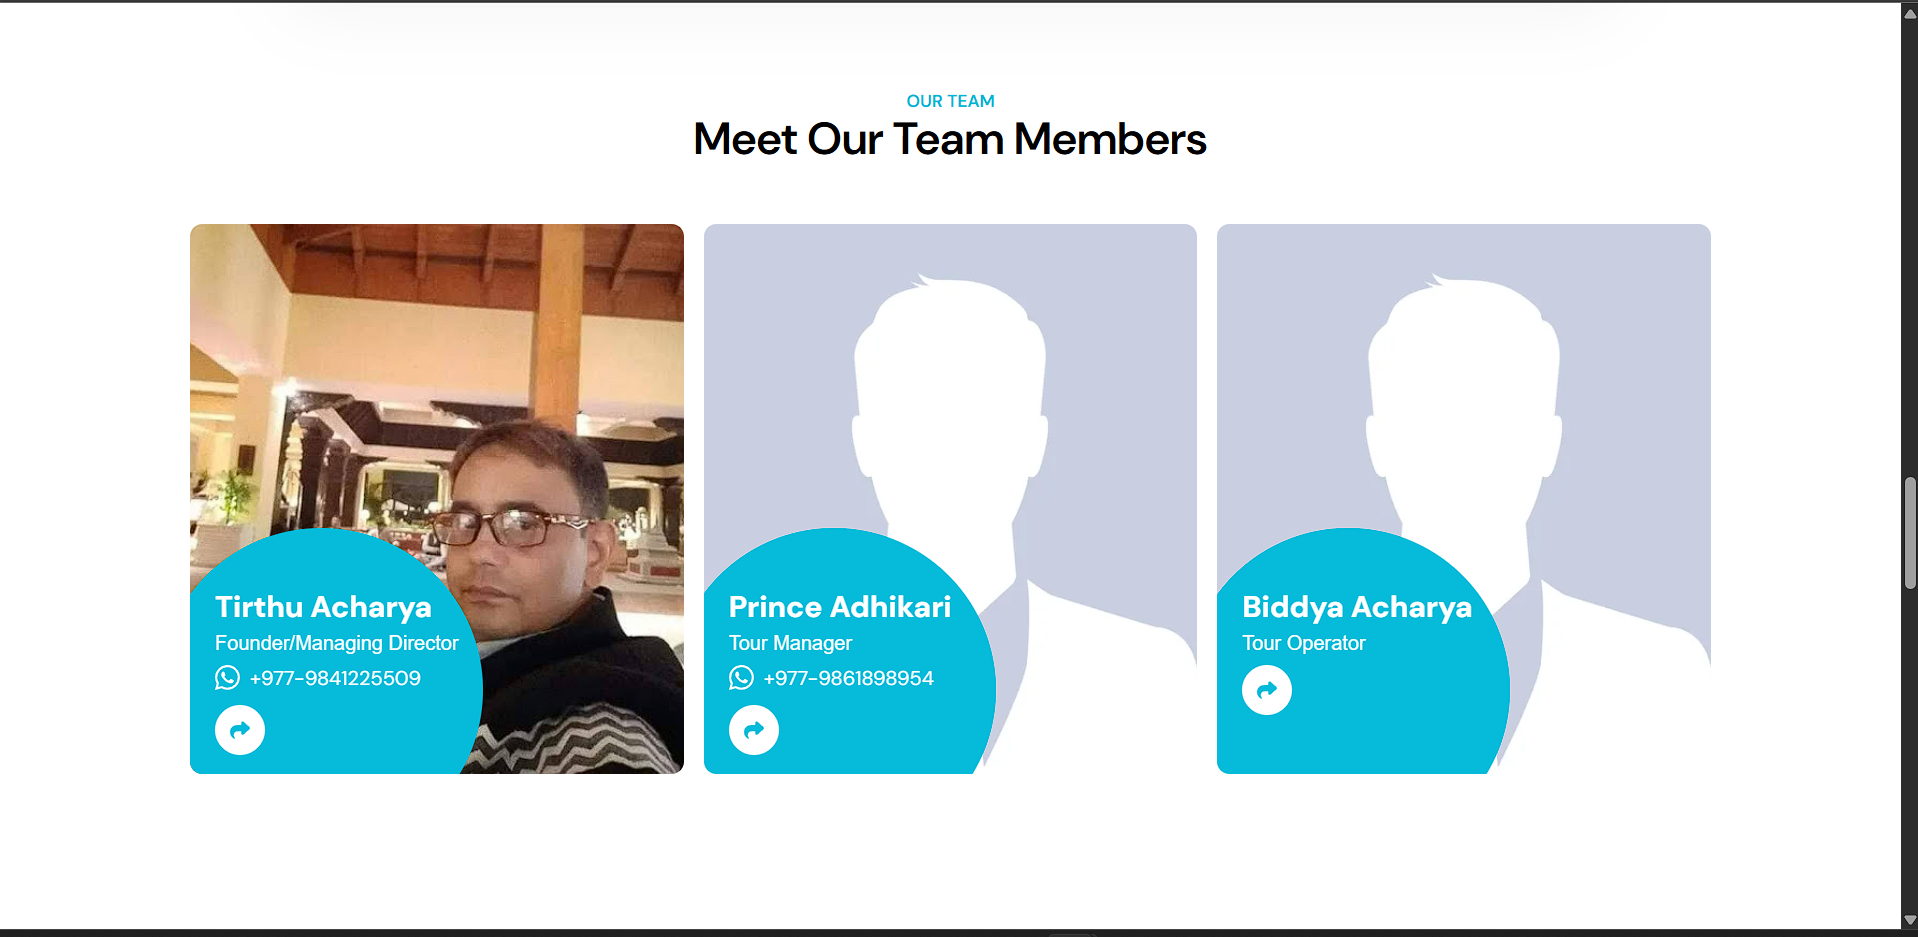 OUR TEAM
Meet Our Team Members
Tirthu Acharya
Founder/Managing Director
+977-9841225509
Prince Adhikari
Tour Manager
+977-9861898954
Biddya Acharya
Tour Operator